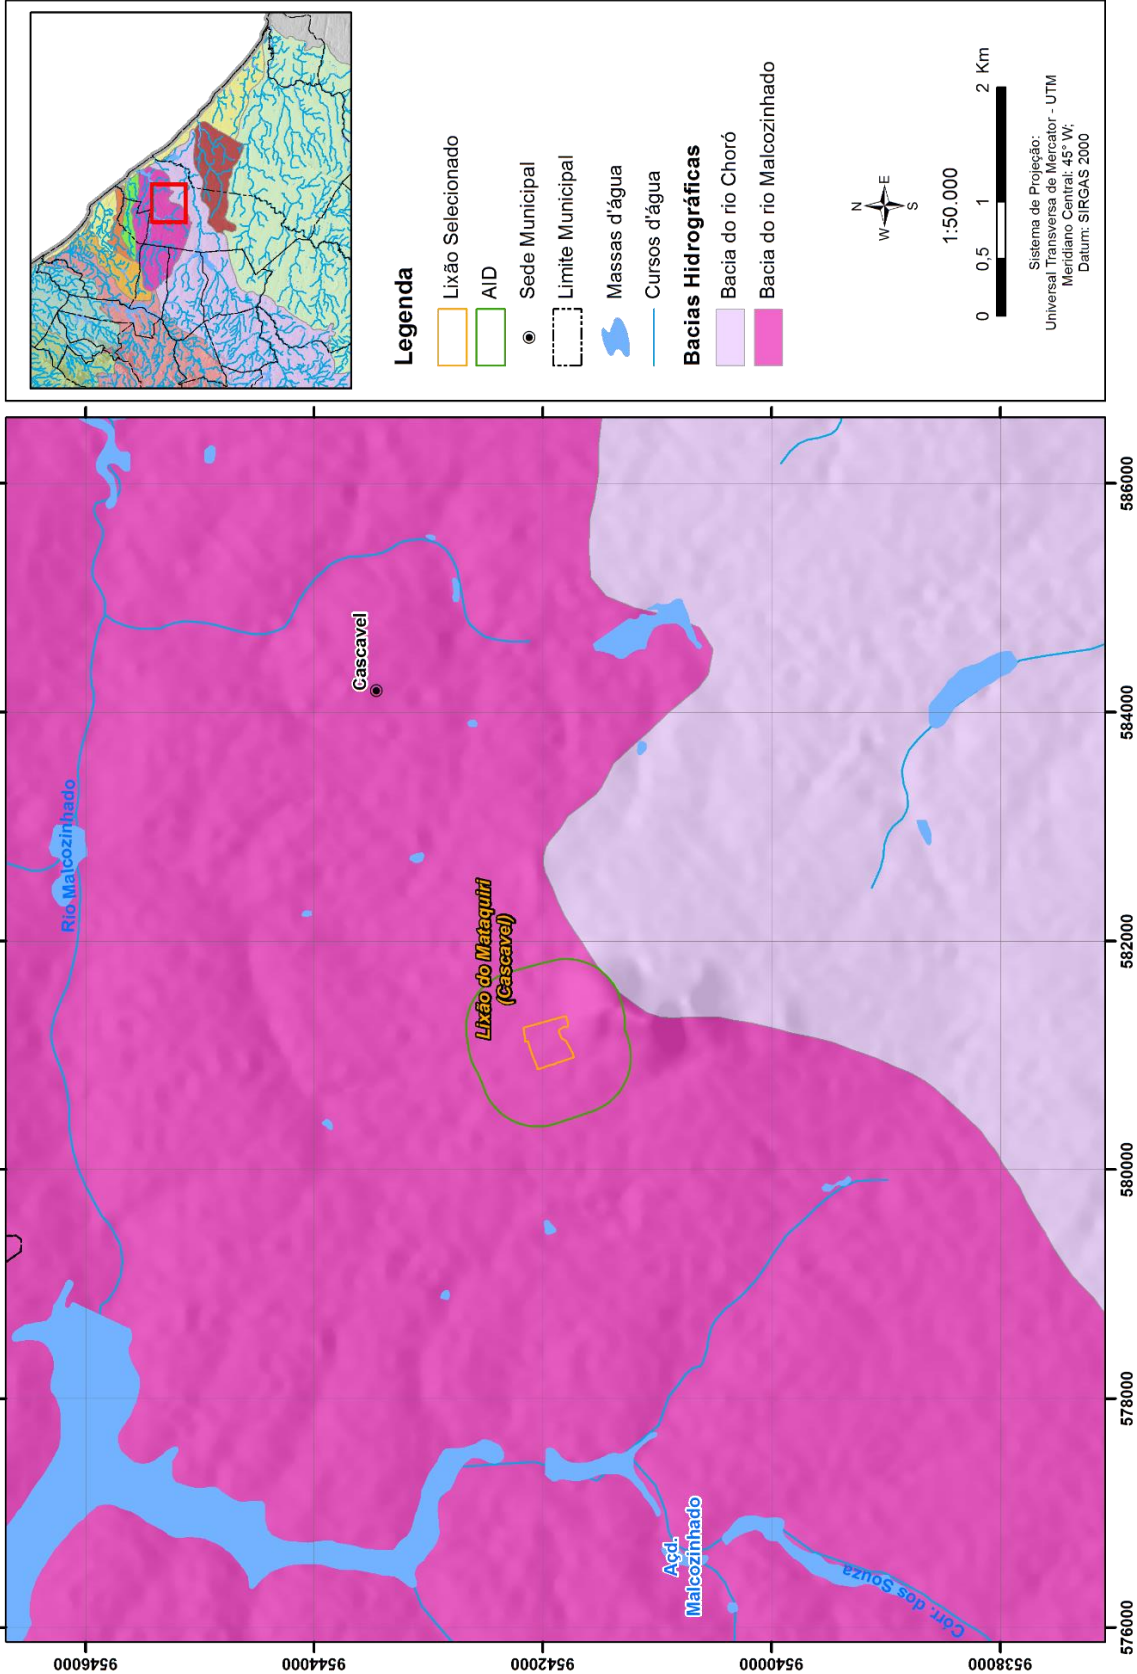 9546000
9544000
9542000
9540000
9538000
576000
578000
580000
582000
584000
586000
Rio Malcozinhado
Cascavel
Lixão do Mataquiri
(Cascavel)
Açd.
Malcozinhado
Corr. dos Souza
Legenda
Lixão Selecionado
AID
Sede Municipal
Limite Municipal
Massas d'água
Cursos d'água
Bacias Hidrográficas
Bacia do rio Choró
Bacia do rio Malcozinhado
N
W
E
S
1:50.000
0 0,5 1 2 Km
Sistema de Projeção:
Universal Transversa de Mercator - UTM
Meridiano Central: 45° W;
Datum: SIRGAS 2000